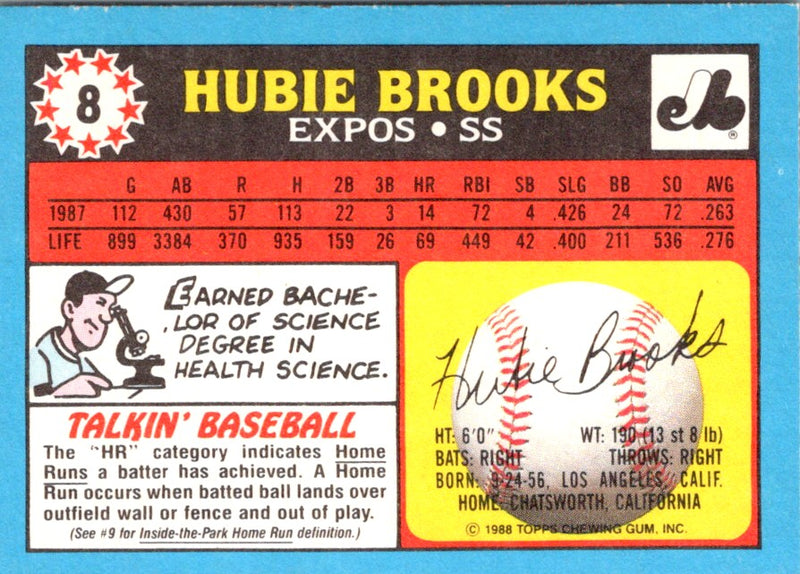 8
HUBIE BROOKS
EXPOS • SS
eb
®
G AB R H 2B 3B HR RBI SB SLG BB SO AVG
1987 112 430 57 113 22 3 14 72 4 .426 24 72 .263
LIFE 899 3384 370 935 159 26 69 449 42 .400 211 536 .276
EARNED BACHE-
LOR OF SCIENCE
DEGREE IN
HEALTH SCIENCE.
TALKIN' BASEBALL
The "HR" category indicates Home
Runs a batter has achieved. A Home
Run occurs when batted ball lands over
outfield wall or fence and out of play.
(See #9 for Inside-the-Park Home Run definition.)
Hubie Brooks
HT: 6'0" WT: 190 (13 st 8 lb)
BATS: RIGHT THROWS: RIGHT
BORN: 9-24-56, LOS ANGELES, CALIF.
HOME: CHATSWORTH, CALIFORNIA
© 1988 TOPPS CHEWING GUM, INC.